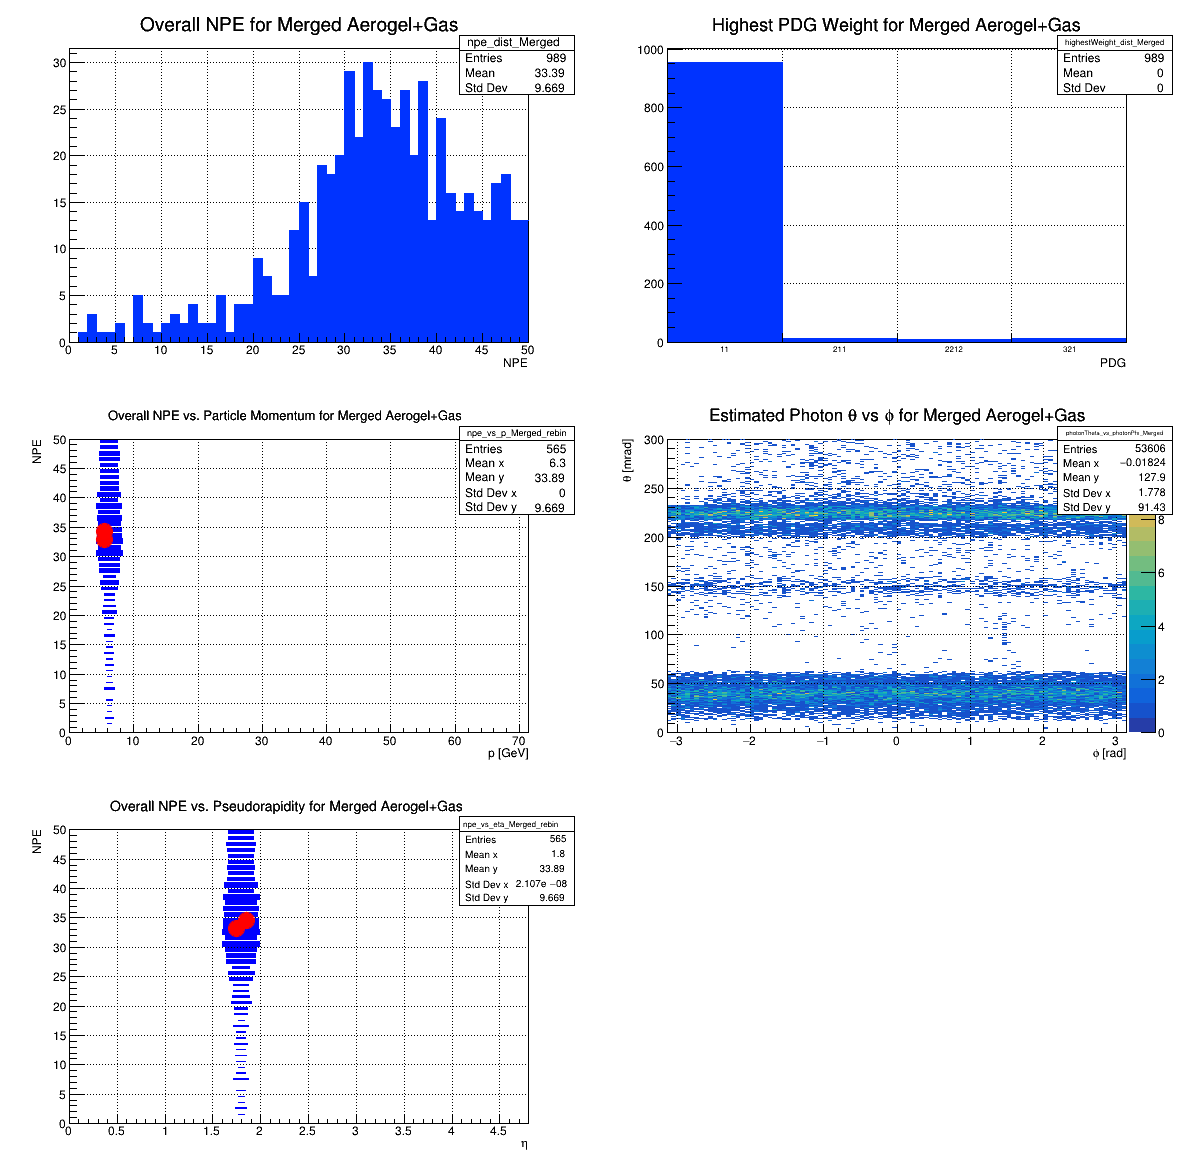 Overall NPE for Merged Aerogel+Gas
npe_dist_Merged
Entries 989
Mean 33.39
Std Dev 9.669
30
25
20
15
10
5
0
0 5 10 15 20 25 30 35 40 45 50
NPE
Highest PDG Weight for Merged Aerogel+Gas
highestWeight_dist_Merged
Entries 989
Mean 0
Std Dev 0
1000
800
600
400
200
0
11 211 2212 321
PDG
Overall NPE vs. Particle Momentum for Merged Aerogel+Gas
NPE
npe_vs_p_Merged_rebin
Entries 565
Mean x 6.3
Mean y 33.89
Std Dev x 0
Std Dev y 9.669
50
45
40
35
30
25
20
15
10
5
0
0 10 20 30 40 50 60 70
p [GeV]
Estimated Photon θ vs ϕ for Merged Aerogel+Gas
θ [mrad]
photonTheta_vs_photonPhi_Merged
Entries 53606
Mean x −0.01824
Mean y 127.9
Std Dev x 1.778
Std Dev y 91.43
300
250
200
150
100
50
0
−3 −2 −1 0 1 2 3
ϕ [rad]
8
6
4
2
0
Overall NPE vs. Pseudorapidity for Merged Aerogel+Gas
NPE
npe_vs_eta_Merged_rebin
Entries 565
Mean x 1.8
Mean y 33.89
Std Dev x 2.107e −08
Std Dev y 9.669
50
45
40
35
30
25
20
15
10
5
0
0 0.5 1 1.5 2 2.5 3 3.5 4 4.5
η